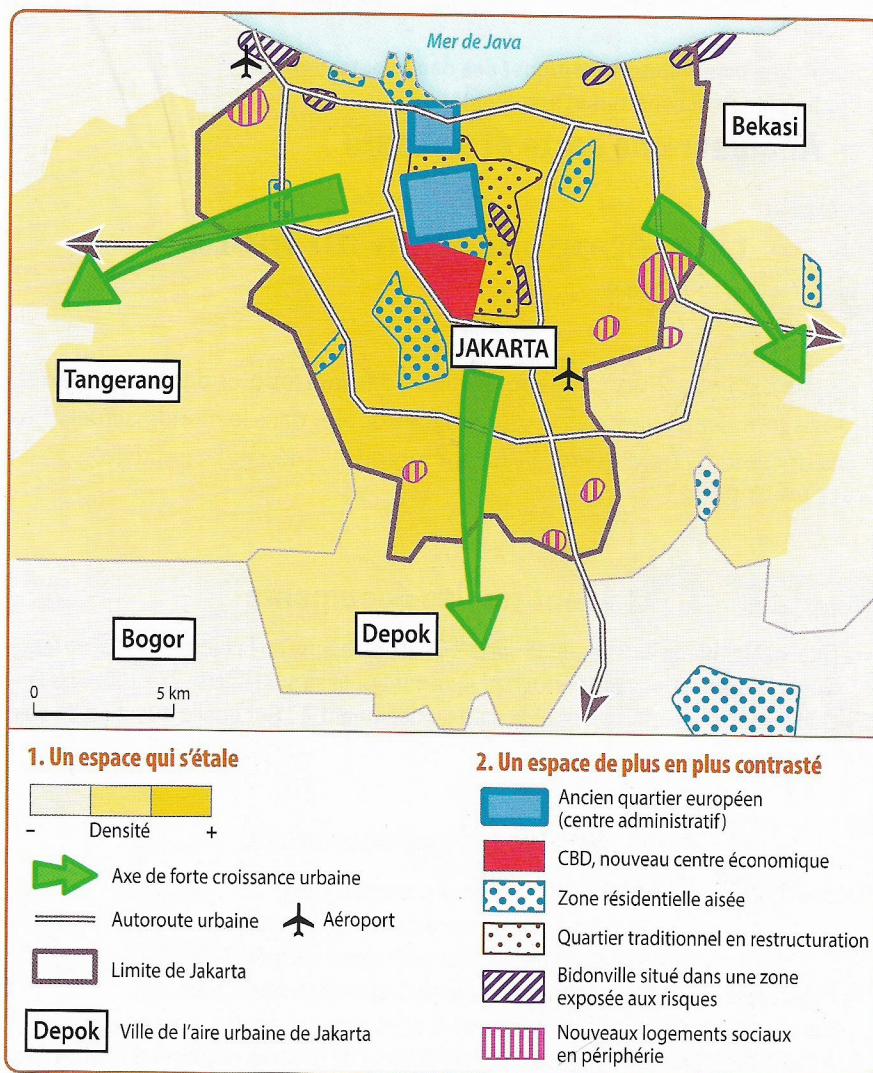 Mer de Java
Bekasi
JAKARTA
Tangerang
Bogor
Depok
0 5 km
1. Un espace qui s'étale
– Densité +
Axe de forte croissance urbaine
Autoroute urbaine
Aéroport
Limite de Jakarta
Depok
Ville de l'aire urbaine de Jakarta
2. Un espace de plus en plus contrasté
Ancien quartier européen
(centre administratif)
CBD, nouveau centre économique
Zone résidentielle aisée
Quartier traditionnel en restructuration
Bidonville situé dans une zone
exposée aux risques
Nouveaux logements sociaux
en périphérie